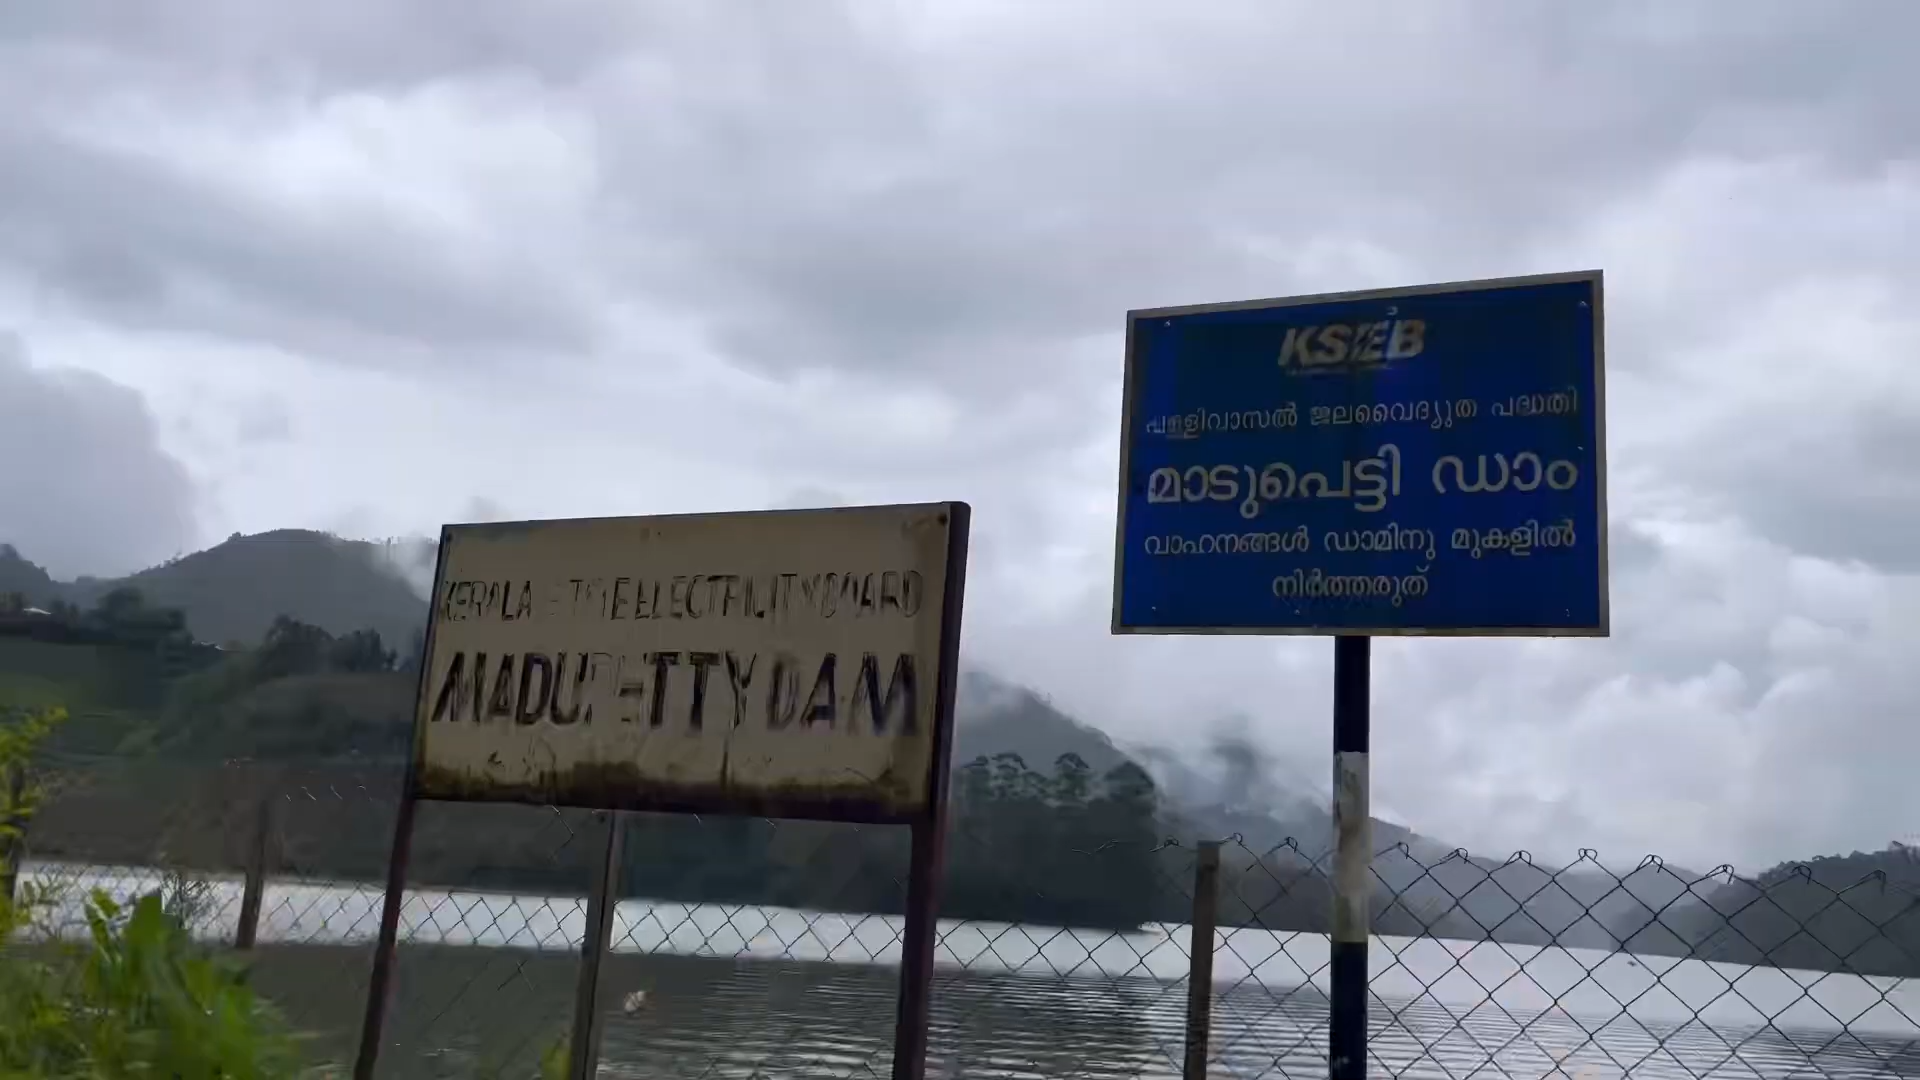 KERALA STATE ELECTRICITY BOARD
MADUPETTY DAM
KSEB
പള്ളിവാസൽ ജലവൈദ്യുത പദ്ധതി
മാടുപെട്ടി ഡാം
വാഹനങ്ങൾ ഡാമിനു മുകളിൽ
നിർത്തരുത്